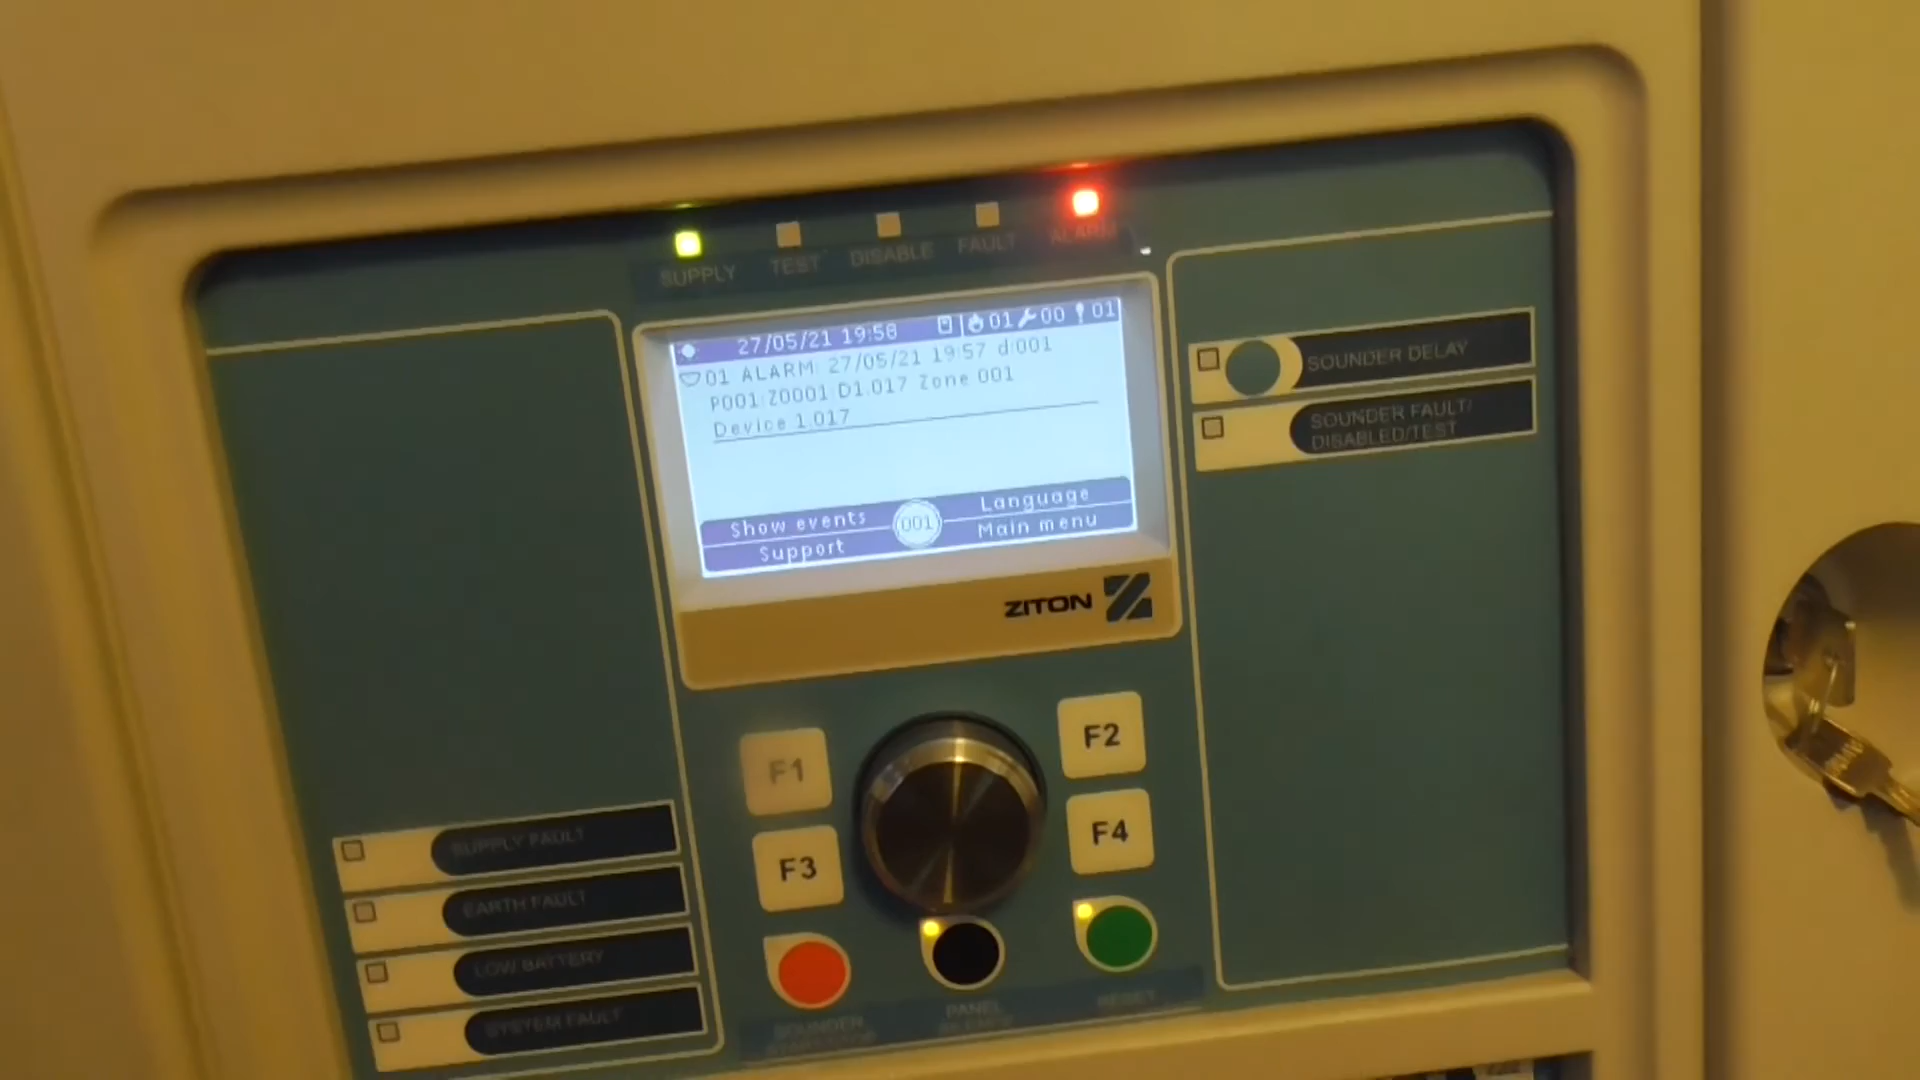 SUPPLY
TEST
DISABLE
FAULT
ALARM
27/05/21 19:58 01 00 01
01 ALARM: 27/05/21 19:57 d:001
P001:Z0001:D1.017 Zone 001
Device 1.017
Show events
Language
001
Support
Main menu
ZITON
SOUNDER DELAY
SOUNDER FAULT/
DISABLED/TEST
F1
F2
F3
F4
SUPPLY FAULT
EARTH FAULT
LOW BATTERY
SYSTEM FAULT
SOUNDER
PANEL
SILENCE
RESET